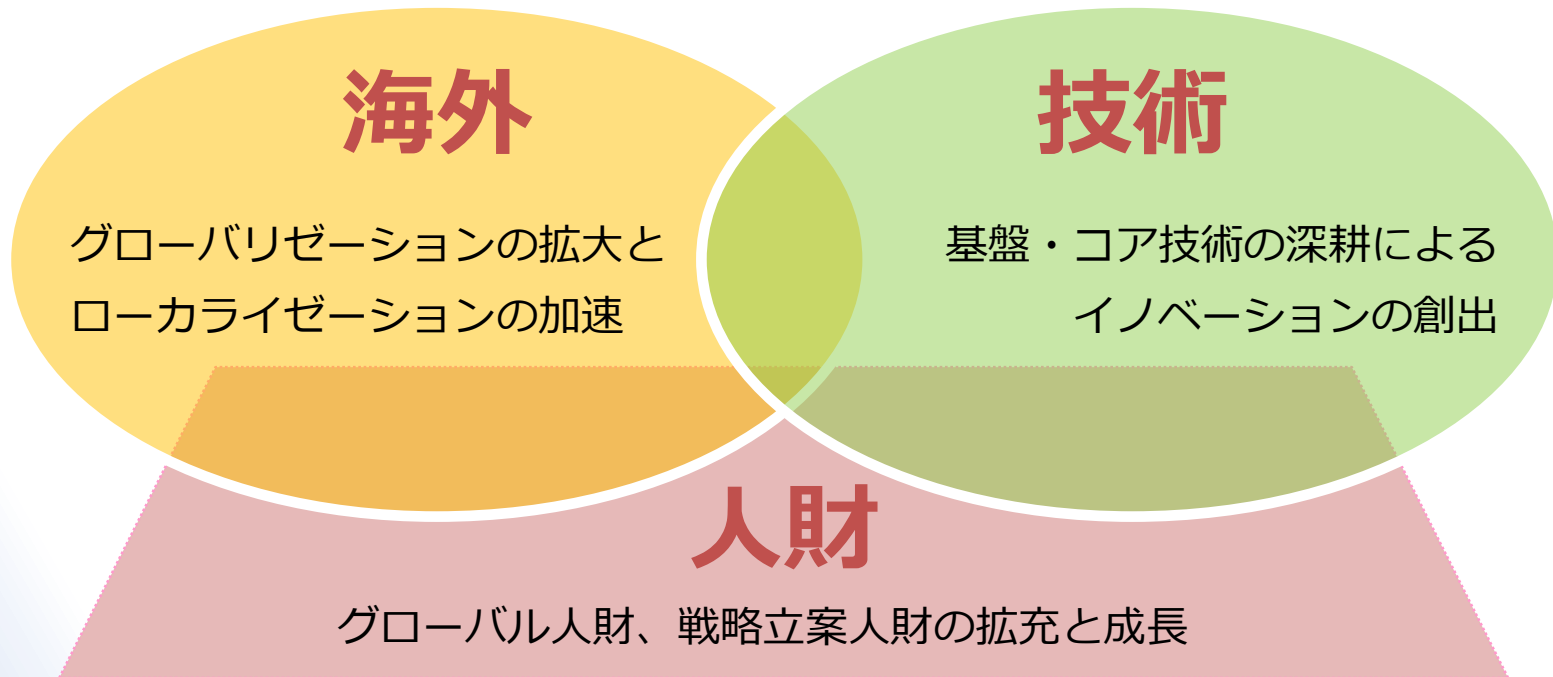 海外
グローバリゼーションの拡大と
ローカライゼーションの加速
技術
基盤・コア技術の深耕による
イノベーションの創出
人財
グローバル人財、戦略立案人財の拡充と成長